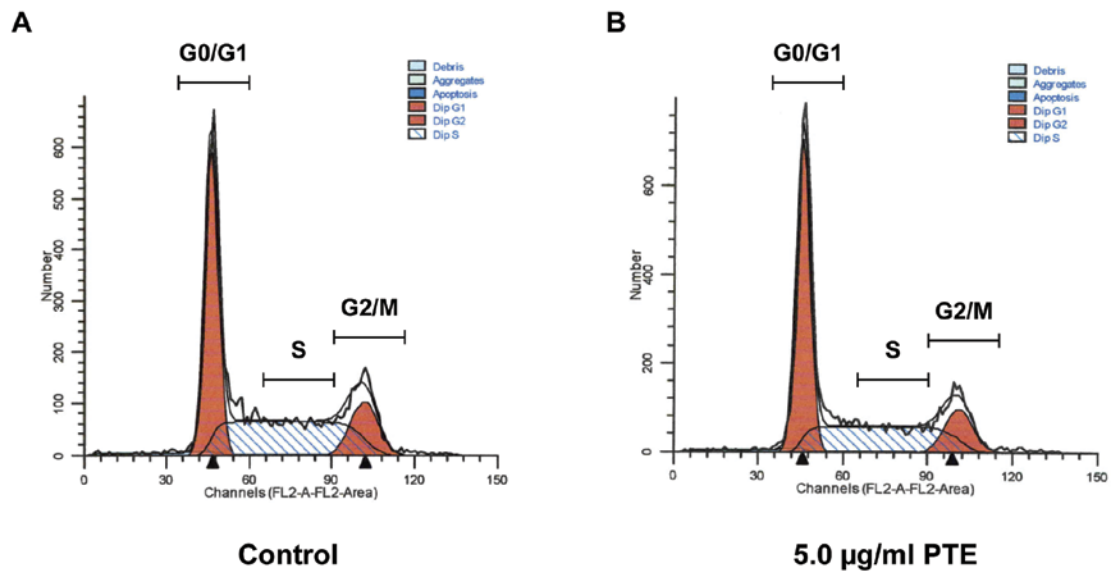 A
G0/G1
Debris
Aggregates
Apoptosis
Dip G1
Dip G2
Dip S
Number
0 100 200 300 400 500 600
S
G2/M
0 30 60 90 120 150
Channels (FL2-A-FL2-Area)
Control
B
G0/G1
Debris
Aggregates
Apoptosis
Dip G1
Dip G2
Dip S
Number
0 200 400 600
S
G2/M
0 30 60 90 120 150
Channels (FL2-A-FL2-Area)
5.0 µg/ml PTE